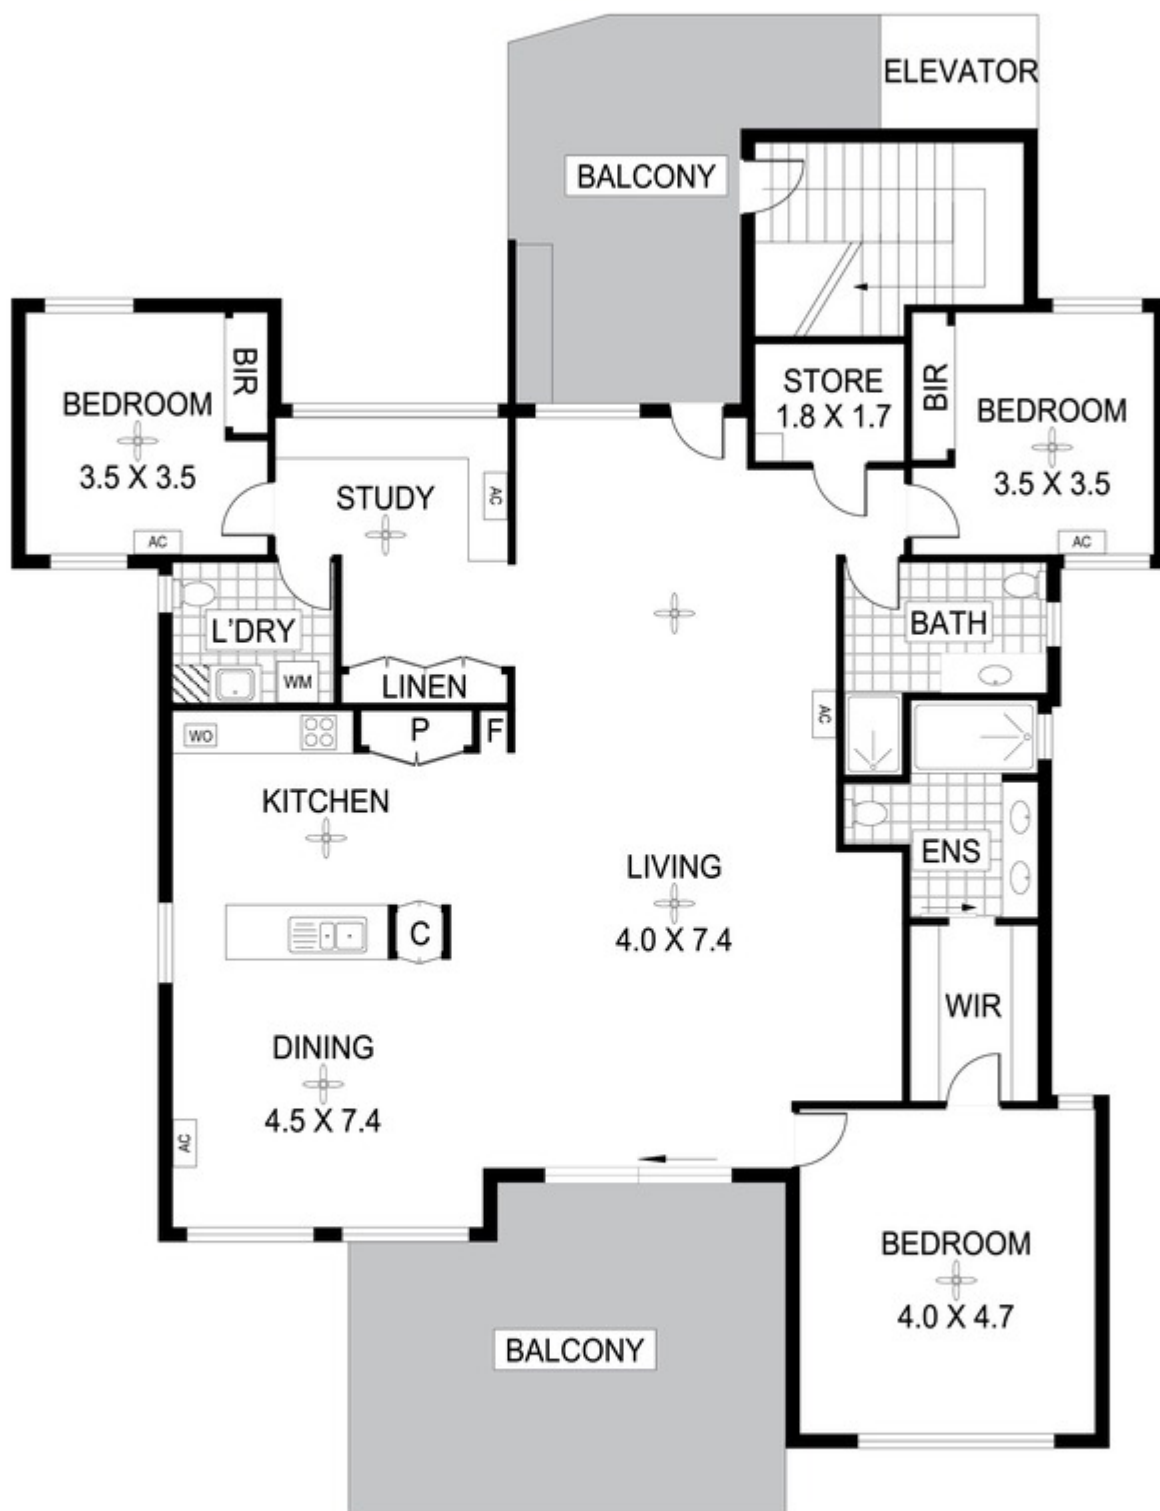 ELEVATOR
BALCONY
BEDROOM
3.5 X 3.5
BIR
AC
STUDY
AC
STORE
1.8 X 1.7
BIR
BEDROOM
3.5 X 3.5
AC
L'DRY
WM
LINEN
BATH
AC
WO
P
F
KITCHEN
C
LIVING
4.0 X 7.4
ENS
WIR
DINING
4.5 X 7.4
AC
BEDROOM
4.0 X 4.7
BALCONY